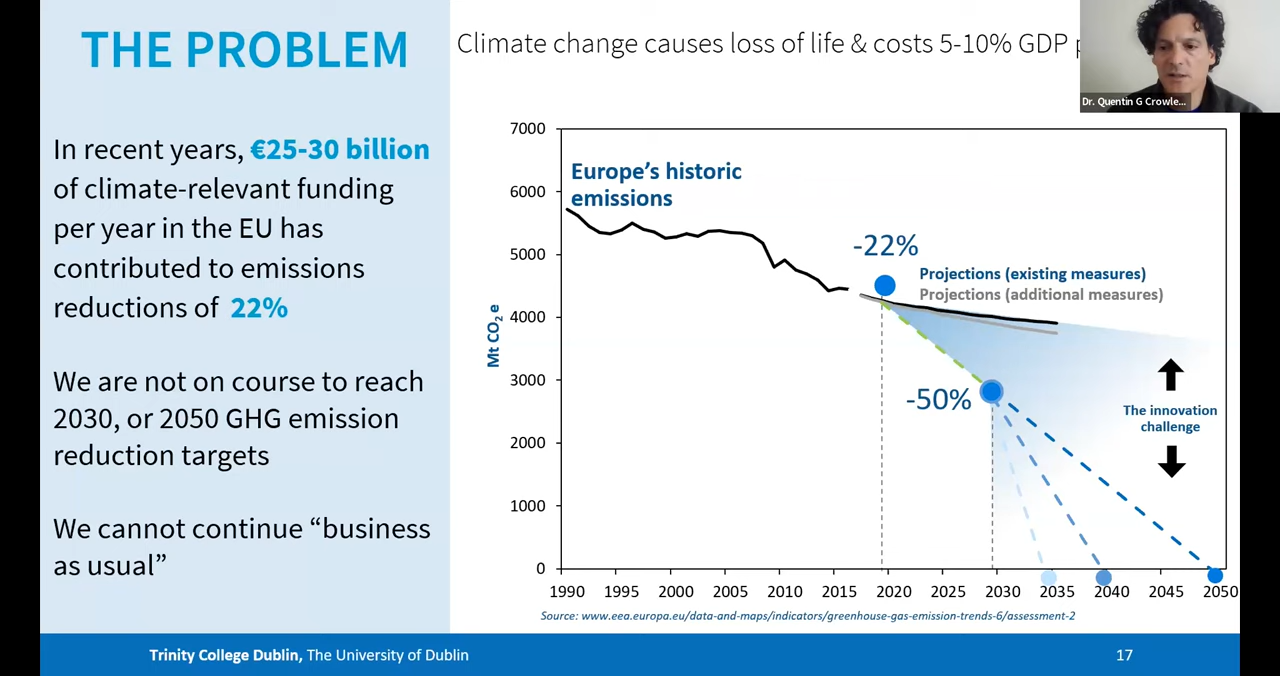 THE PROBLEM
Climate change causes loss of life & costs 5-10% GDP
Dr. Quentin G Crowle...
In recent years, €25-30 billion
of climate-relevant funding
per year in the EU has
contributed to emissions
reductions of 22%
We are not on course to reach
2030, or 2050 GHG emission
reduction targets
We cannot continue “business
as usual”
7000
6000
5000
4000
3000
2000
1000
0
Mt CO₂ e
Europe’s historic
emissions
-22%
Projections (existing measures)
Projections (additional measures)
-50%
The innovation
challenge
1990 1995 2000 2005 2010 2015 2020 2025 2030 2035 2040 2045 2050
Source: www.eea.europa.eu/data-and-maps/indicators/greenhouse-gas-emission-trends-6/assessment-2
Trinity College Dublin, The University of Dublin
17